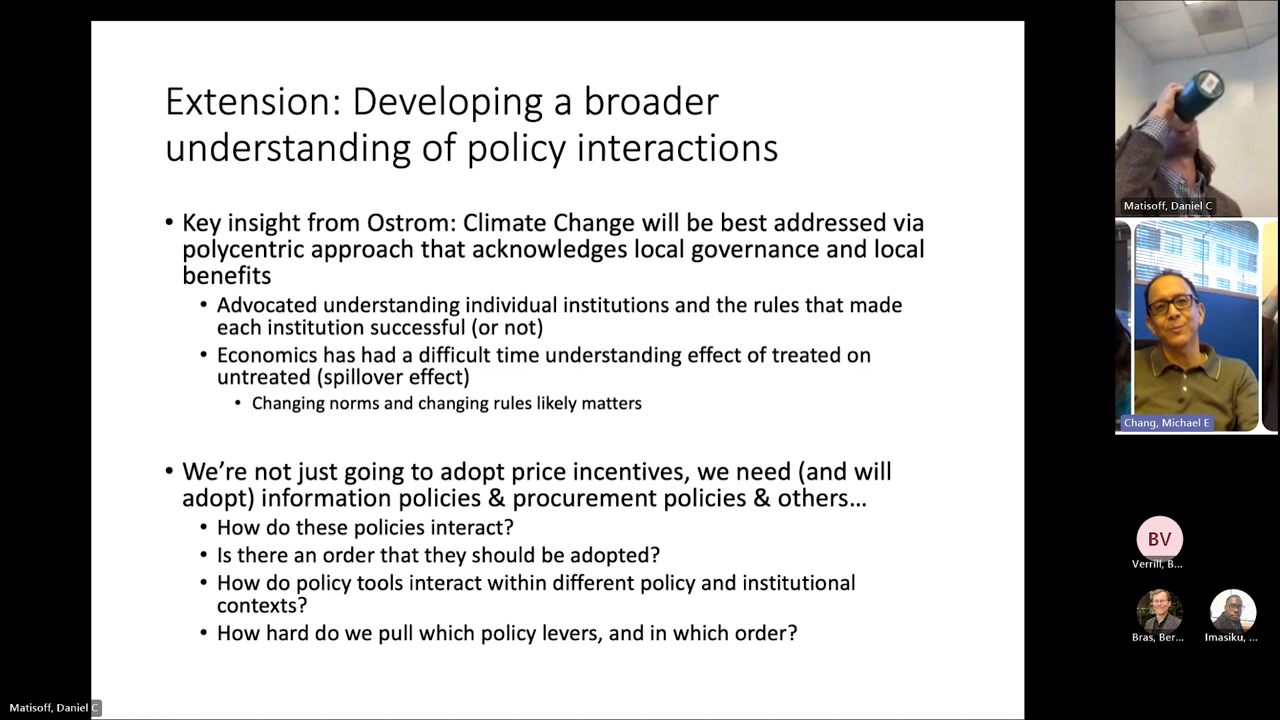 Extension: Developing a broader
understanding of policy interactions
• Key insight from Ostrom: Climate Change will be best addressed via
polycentric approach that acknowledges local governance and local
benefits
• Advocated understanding individual institutions and the rules that made
each institution successful (or not)
• Economics has had a difficult time understanding effect of treated on
untreated (spillover effect)
• Changing norms and changing rules likely matters
• We’re not just going to adopt price incentives, we need (and will
adopt) information policies & procurement policies & others…
• How do these policies interact?
• Is there an order that they should be adopted?
• How do policy tools interact within different policy and institutional
contexts?
• How hard do we pull which policy levers, and in which order?
Matisoff, Daniel C
Matisoff, Daniel C
Chang, Michael E
BV
Verrill, B...
Bras, Ber...
Imasiku, ...